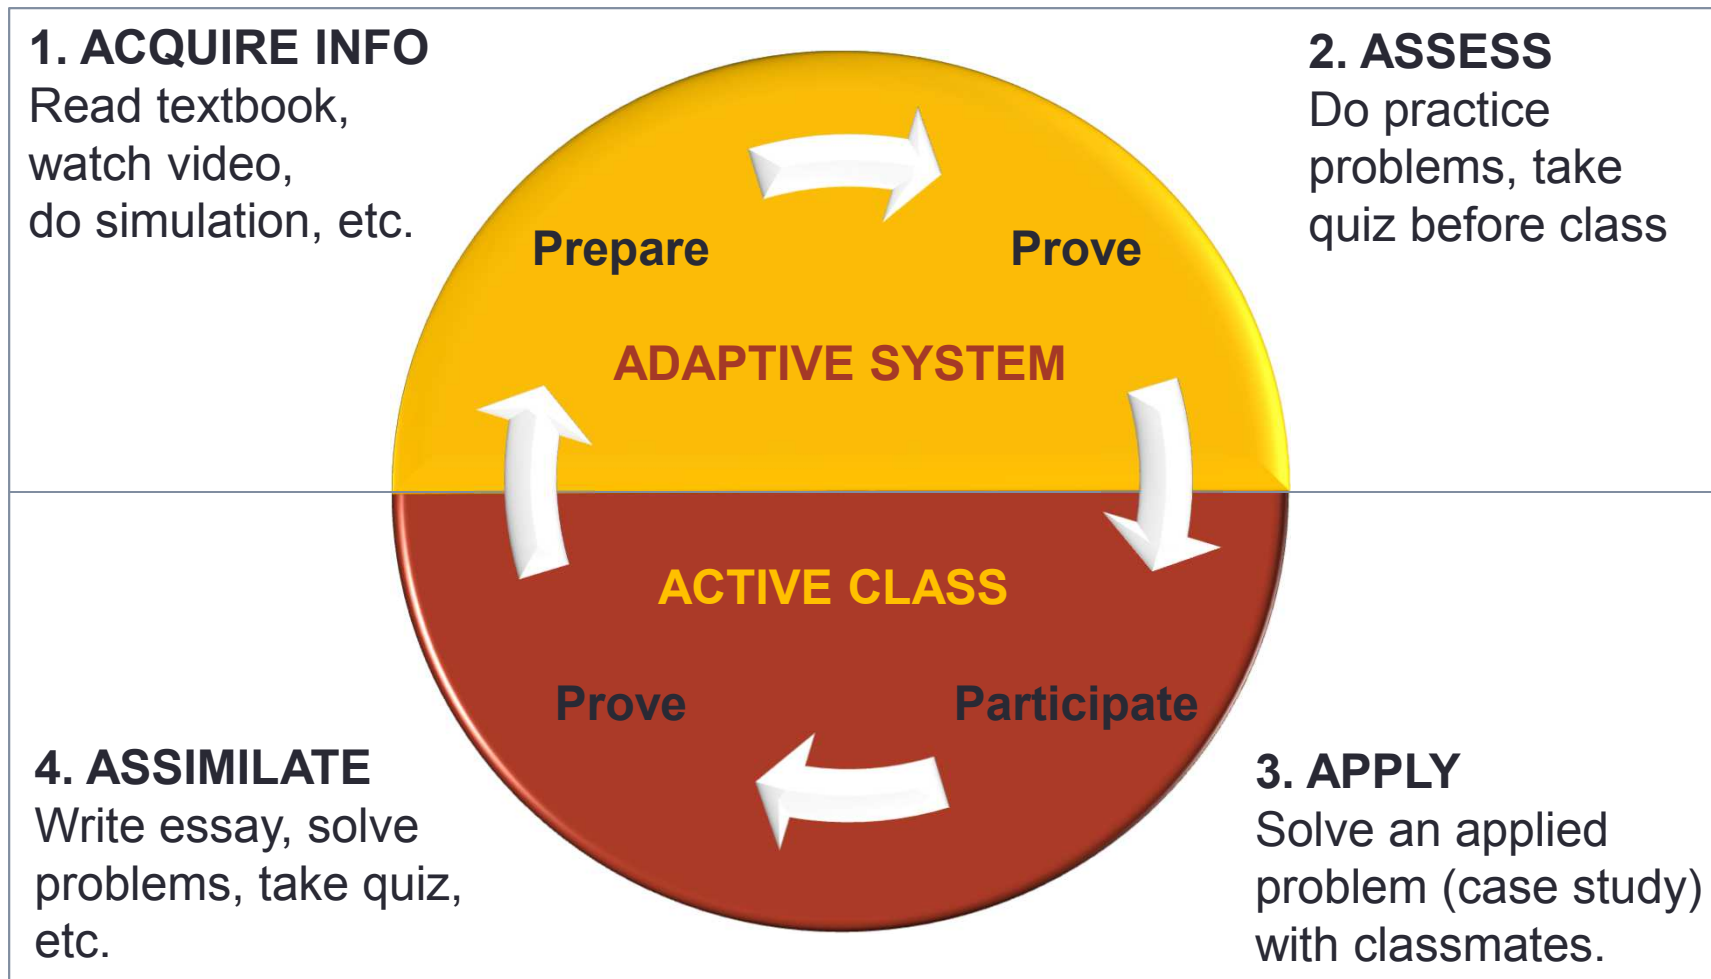 1. ACQUIRE INFO
Read textbook,
watch video,
do simulation, etc.
2. ASSESS
Do practice
problems, take
quiz before class
Prepare
Prove
ADAPTIVE SYSTEM
ACTIVE CLASS
Prove
Participate
4. ASSIMILATE
Write essay, solve
problems, take quiz,
etc.
3. APPLY
Solve an applied
problem (case study)
with classmates.